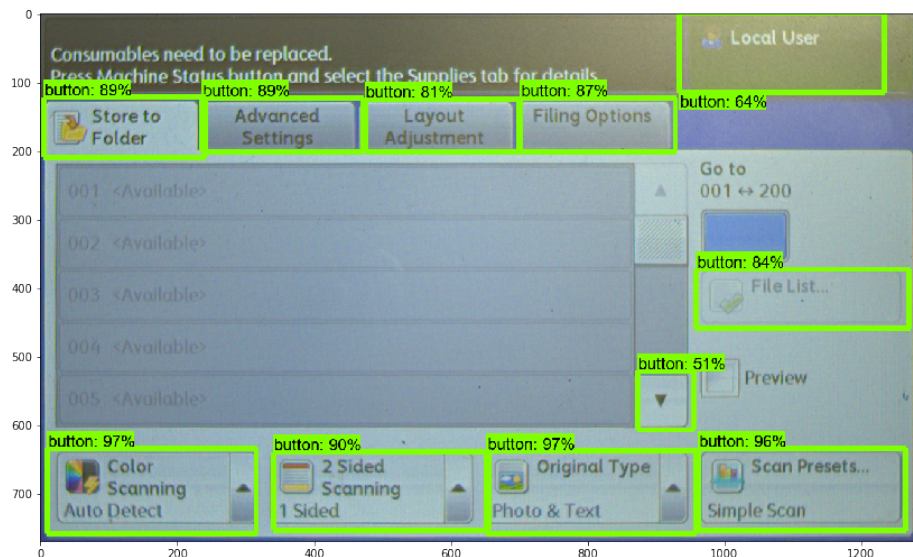 Consumables need to be replaced.
Press Machine Status button and select the Supplies tab for details.
Local User
button: 64%
button: 89%
button: 89%
button: 81%
button: 87%
Store to
Folder
Advanced
Settings
Layout
Adjustment
Filing Options
001 <Available>
002 <Available>
003 <Available>
004 <Available>
005 <Available>
Go to
001 ↔ 200
button: 84%
File List...
button: 51%
Preview
button: 97%
Color
Scanning
Auto Detect
button: 90%
2 Sided
Scanning
1 Sided
button: 97%
Original Type
Photo & Text
button: 96%
Scan Presets...
Simple Scan
0
100
200
300
400
500
600
700
0
200
400
600
800
1000
1200